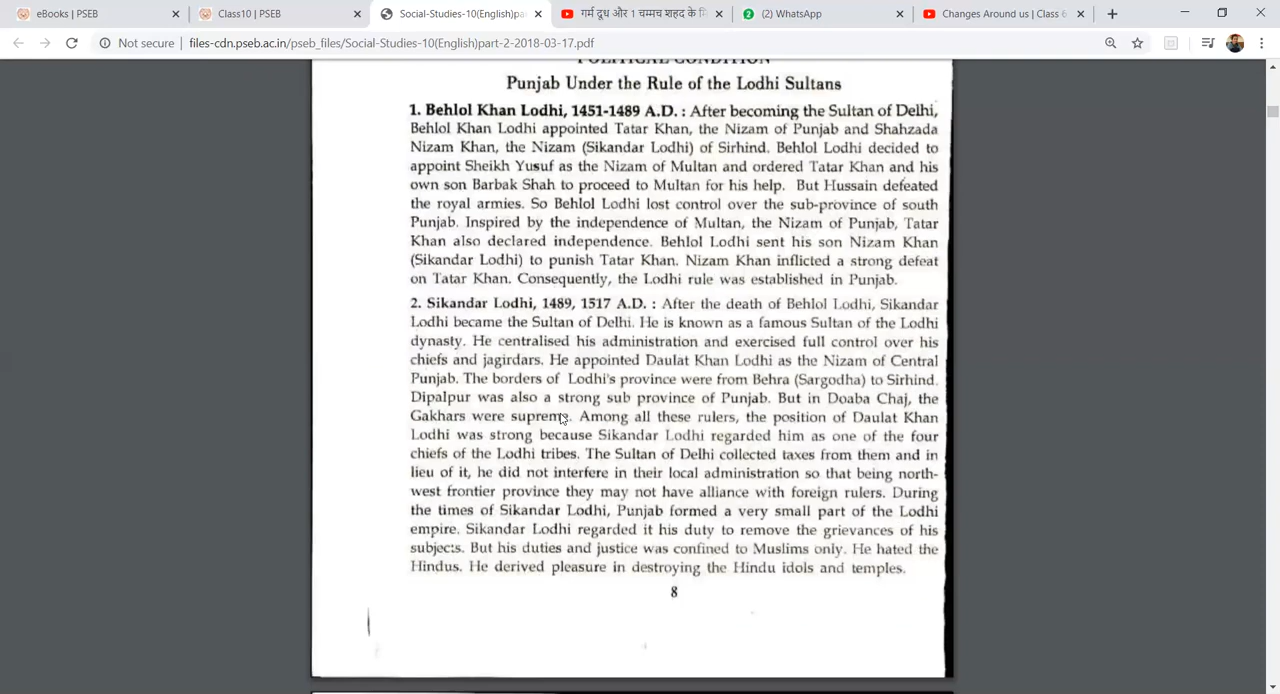 eBooks | PSEB
Class10 | PSEB
Social-Studies-10(English)par
गर्म दूध और 1 चम्मच शहद के मि
(2) WhatsApp
Changes Around us | Class 6
Not secure | files-cdn.pseb.ac.in/pseb_files/Social-Studies-10(English)part-2-2018-03-17.pdf
POLITICAL CONDITION
Punjab Under the Rule of the Lodhi Sultans
1. Behlol Khan Lodhi, 1451-1489 A.D. : After becoming the Sultan of Delhi,
Behlol Khan Lodhi appointed Tatar Khan, the Nizam of Punjab and Shahzada
Nizam Khan, the Nizam (Sikandar Lodhi) of Sirhind. Behlol Lodhi decided to
appoint Sheikh Yusuf as the Nizam of Multan and ordered Tatar Khan and his
own son Barbak Shah to proceed to Multan for his help. But Hussain defeated
the royal armies. So Behlol Lodhi lost control over the sub-province of south
Punjab. Inspired by the independence of Multan, the Nizam of Punjab, Tatar
Khan also declared independence. Behlol Lodhi sent his son Nizam Khan
(Sikandar Lodhi) to punish Tatar Khan. Nizam Khan inflicted a strong defeat
on Tatar Khan. Consequently, the Lodhi rule was established in Punjab.
2. Sikandar Lodhi, 1489, 1517 A.D. : After the death of Behlol Lodhi, Sikandar
Lodhi became the Sultan of Delhi. He is known as a famous Sultan of the Lodhi
dynasty. He centralised his administration and exercised full control over his
chiefs and jagirdars. He appointed Daulat Khan Lodhi as the Nizam of Central
Punjab. The borders of Lodhi's province were from Behra (Sargodha) to Sirhind.
Dipalpur was also a strong sub province of Punjab. But in Doaba Chaj, the
Gakhars were supreme. Among all these rulers, the position of Daulat Khan
Lodhi was strong because Sikandar Lodhi regarded him as one of the four
chiefs of the Lodhi tribes. The Sultan of Delhi collected taxes from them and in
lieu of it, he did not interfere in their local administration so that being north-
west frontier province they may not have alliance with foreign rulers. During
the times of Sikandar Lodhi, Punjab formed a very small part of the Lodhi
empire. Sikandar Lodhi regarded it his duty to remove the grievances of his
subjects. But his duties and justice was confined to Muslims only. He hated the
Hindus. He derived pleasure in destroying the Hindu idols and temples.
8